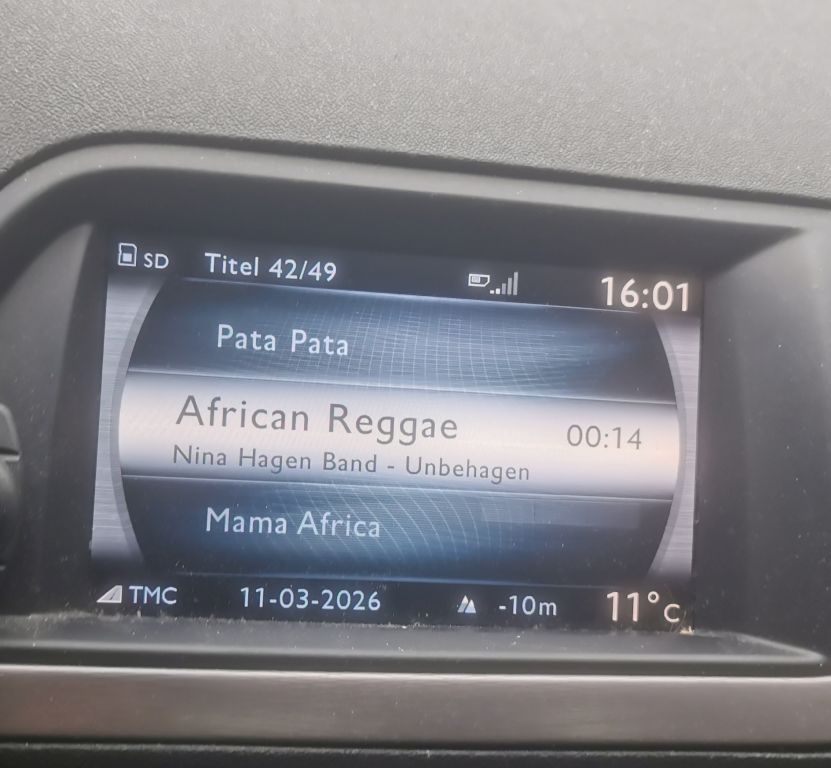 SD Titel 42/49 16:01
Pata Pata
African Reggae 00:14
Nina Hagen Band - Unbehagen
Mama Africa
TMC 11-03-2026 -10m 11°C